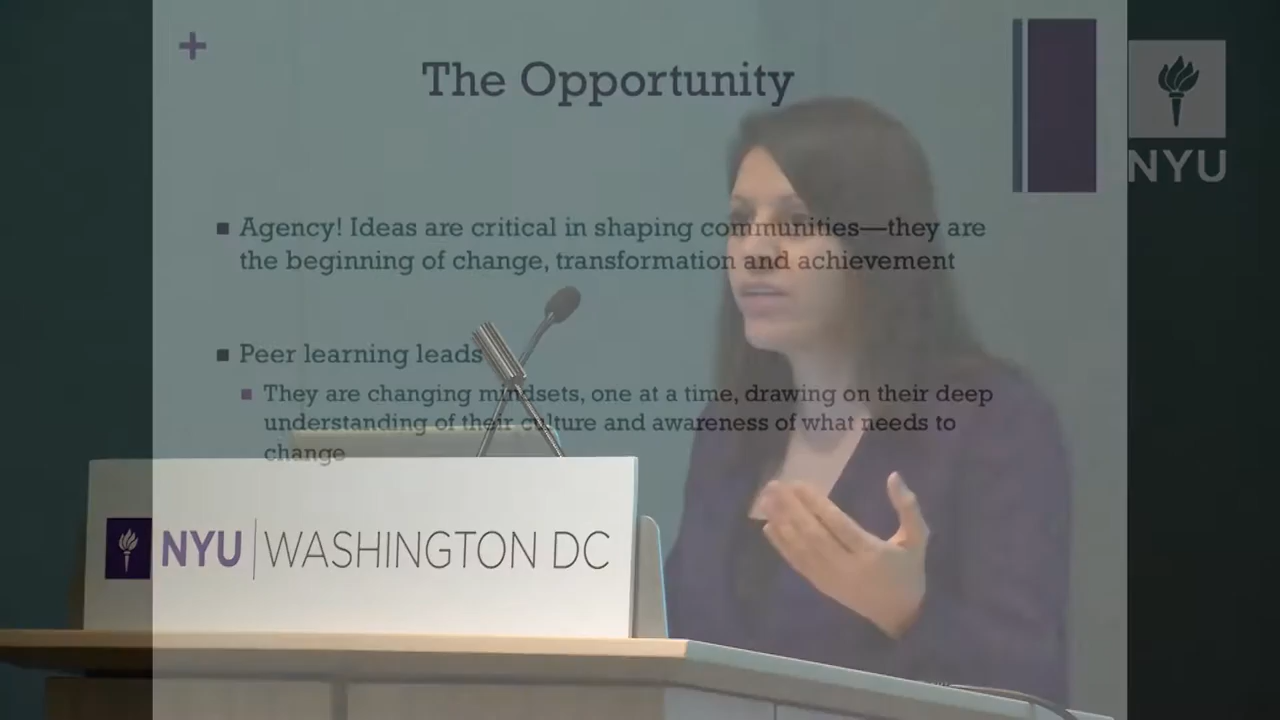 +
The Opportunity
NYU
Agency! Ideas are critical in shaping communities—they are
the beginning of change, transformation and achievement
Peer learning leads
They are changing mindsets, one at a time, drawing on their deep
understanding of their culture and awareness of what needs to
change
NYU WASHINGTON DC